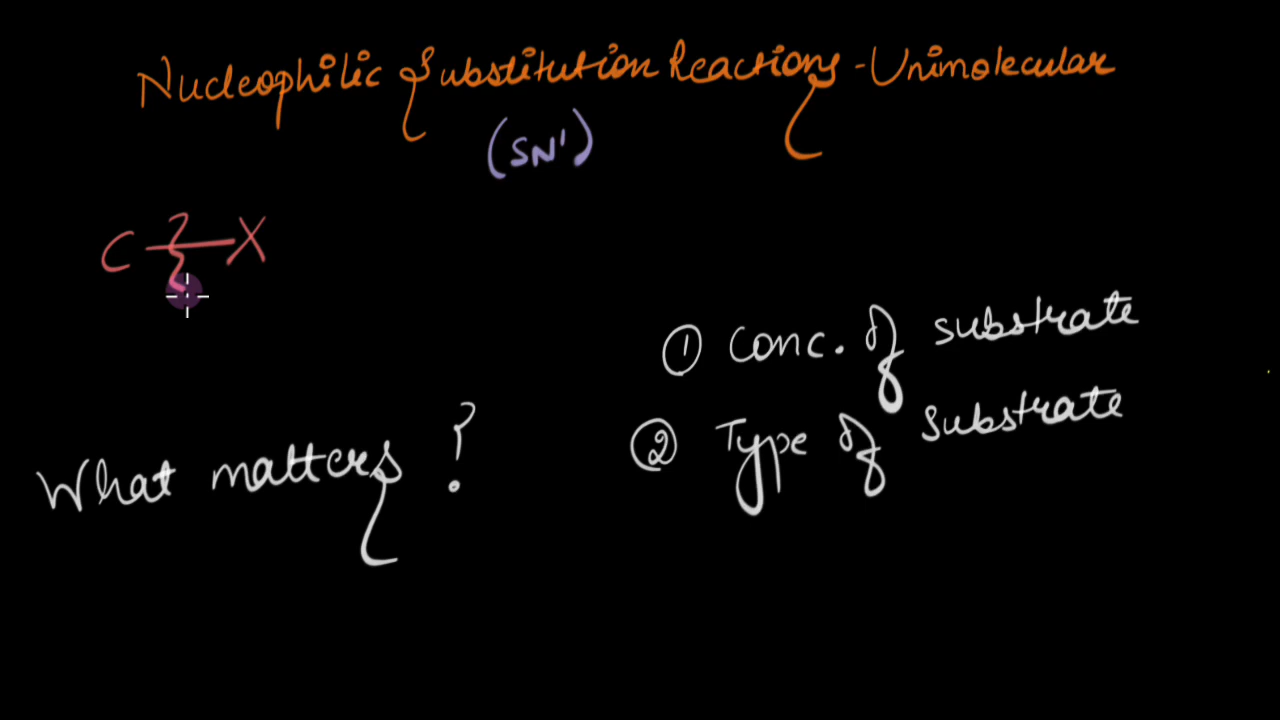 Nucleophilic Substitution Reactions - Unimolecular
(SN¹)
C—X
① Conc. of substrate
② Type of Substrate
What matters ?